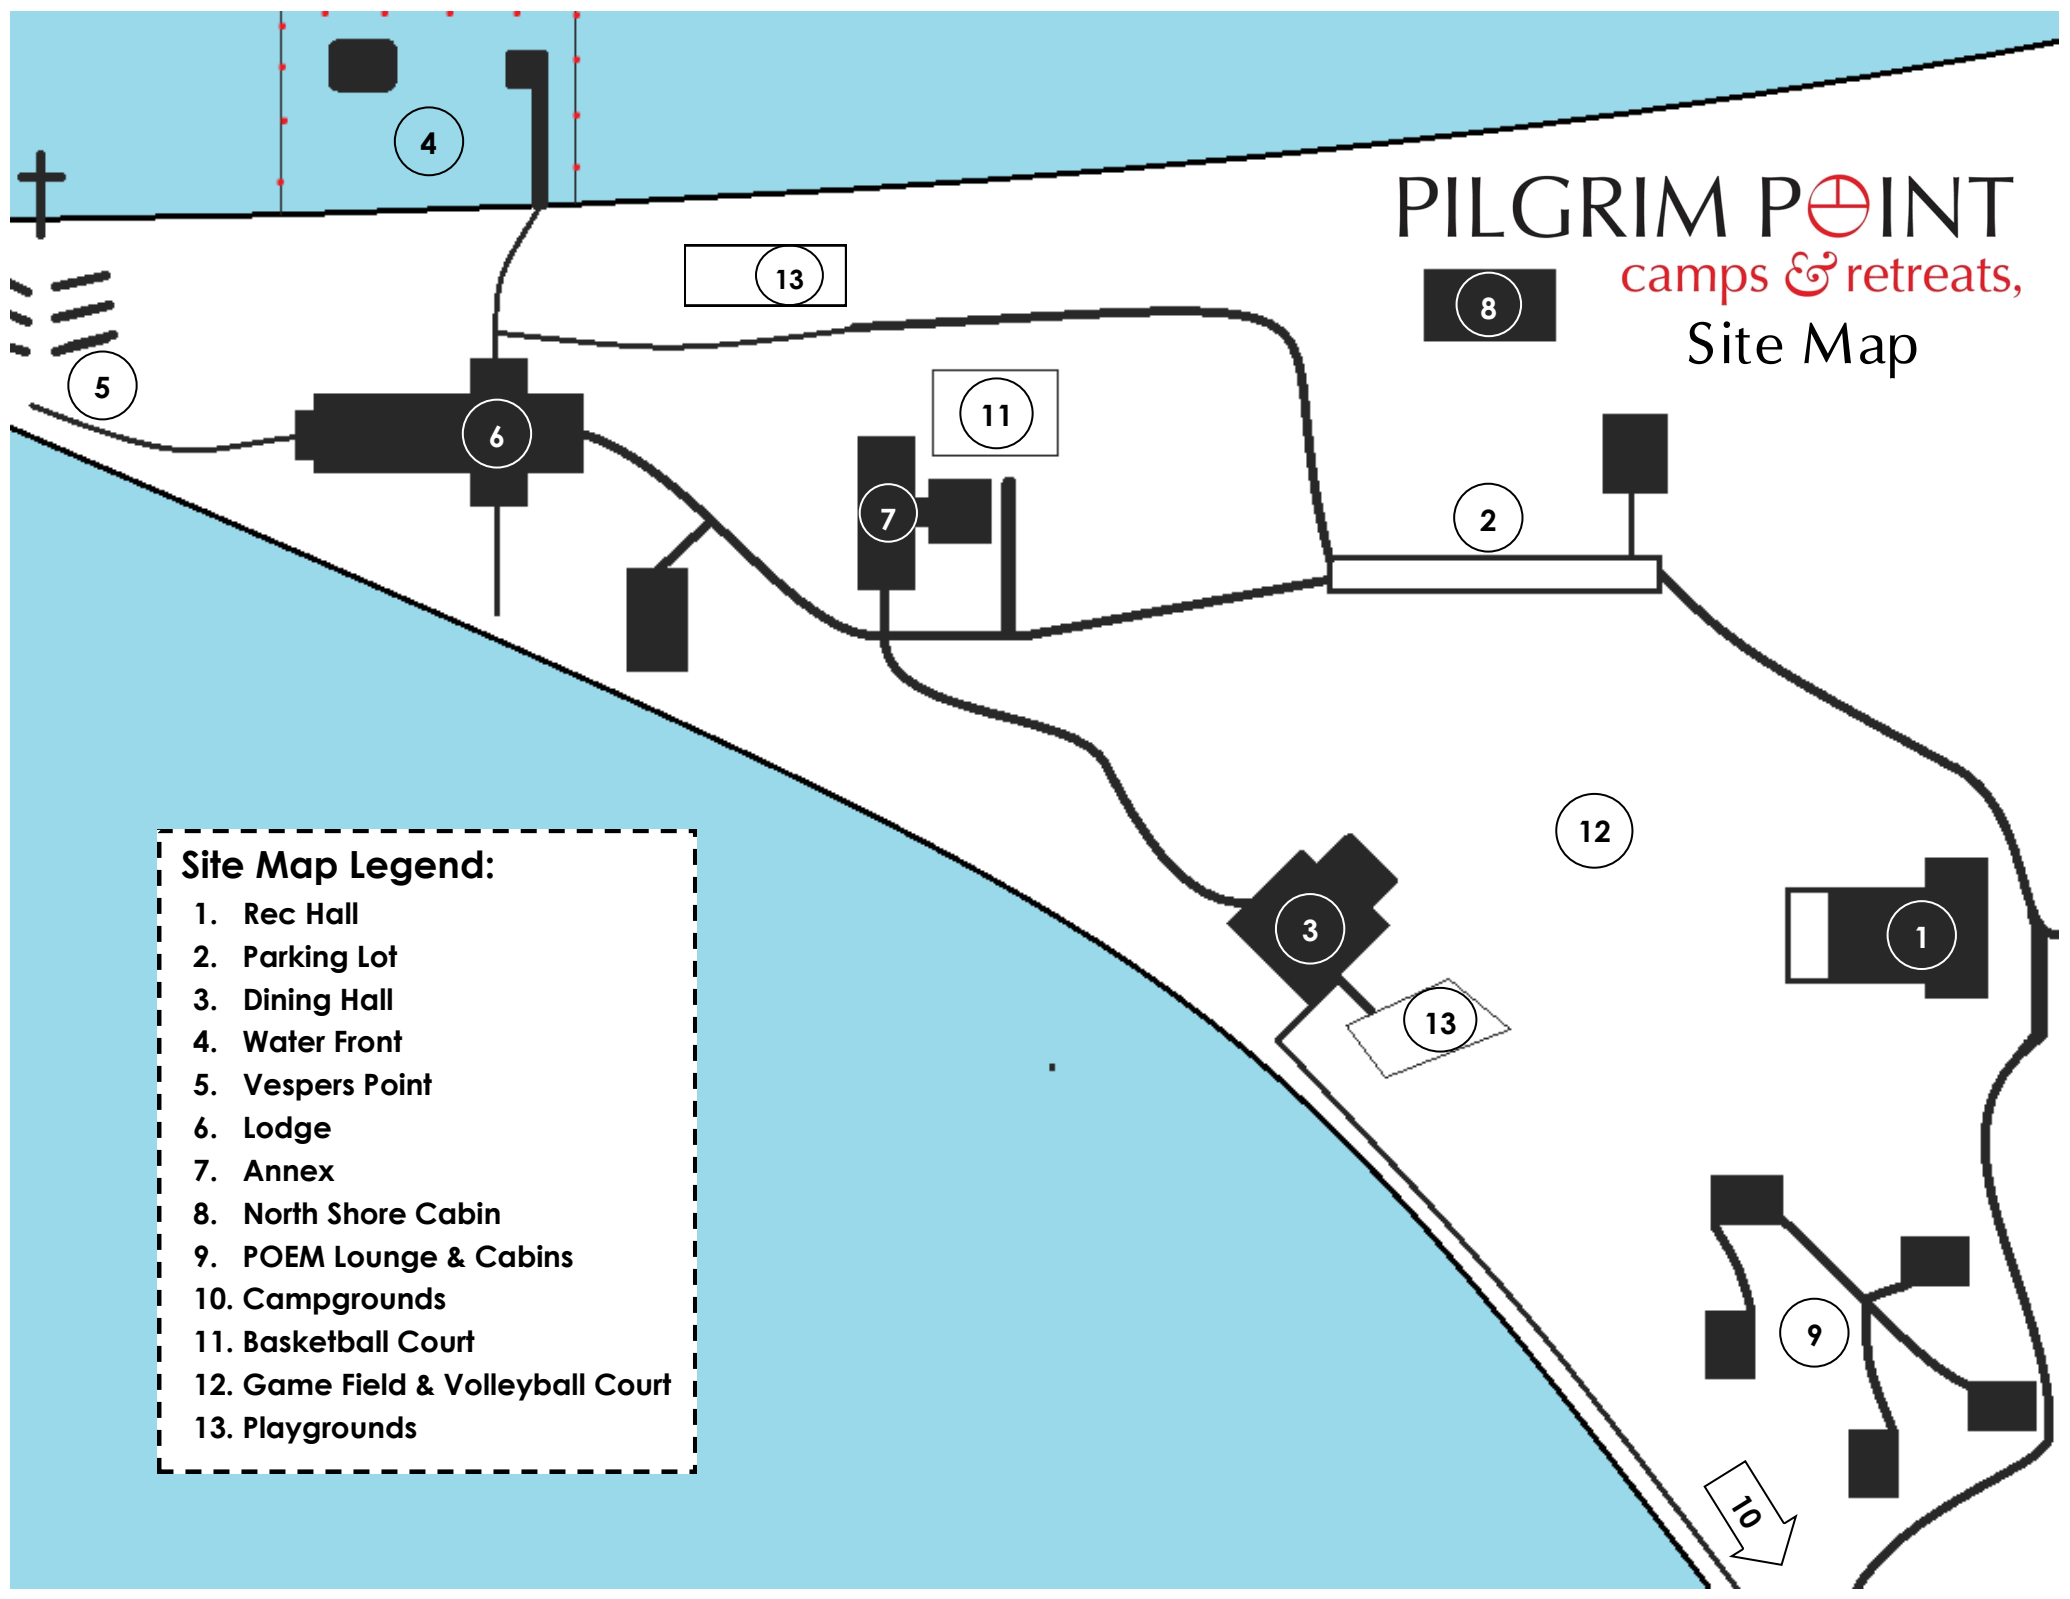 PILGRIM POINT
camps & retreats,
Site Map
4
13
8
5
6
11
7
2
12
3
1
13
9
10
Site Map Legend:
1. Rec Hall
2. Parking Lot
3. Dining Hall
4. Water Front
5. Vespers Point
6. Lodge
7. Annex
8. North Shore Cabin
9. POEM Lounge & Cabins
10. Campgrounds
11. Basketball Court
12. Game Field & Volleyball Court
13. Playgrounds